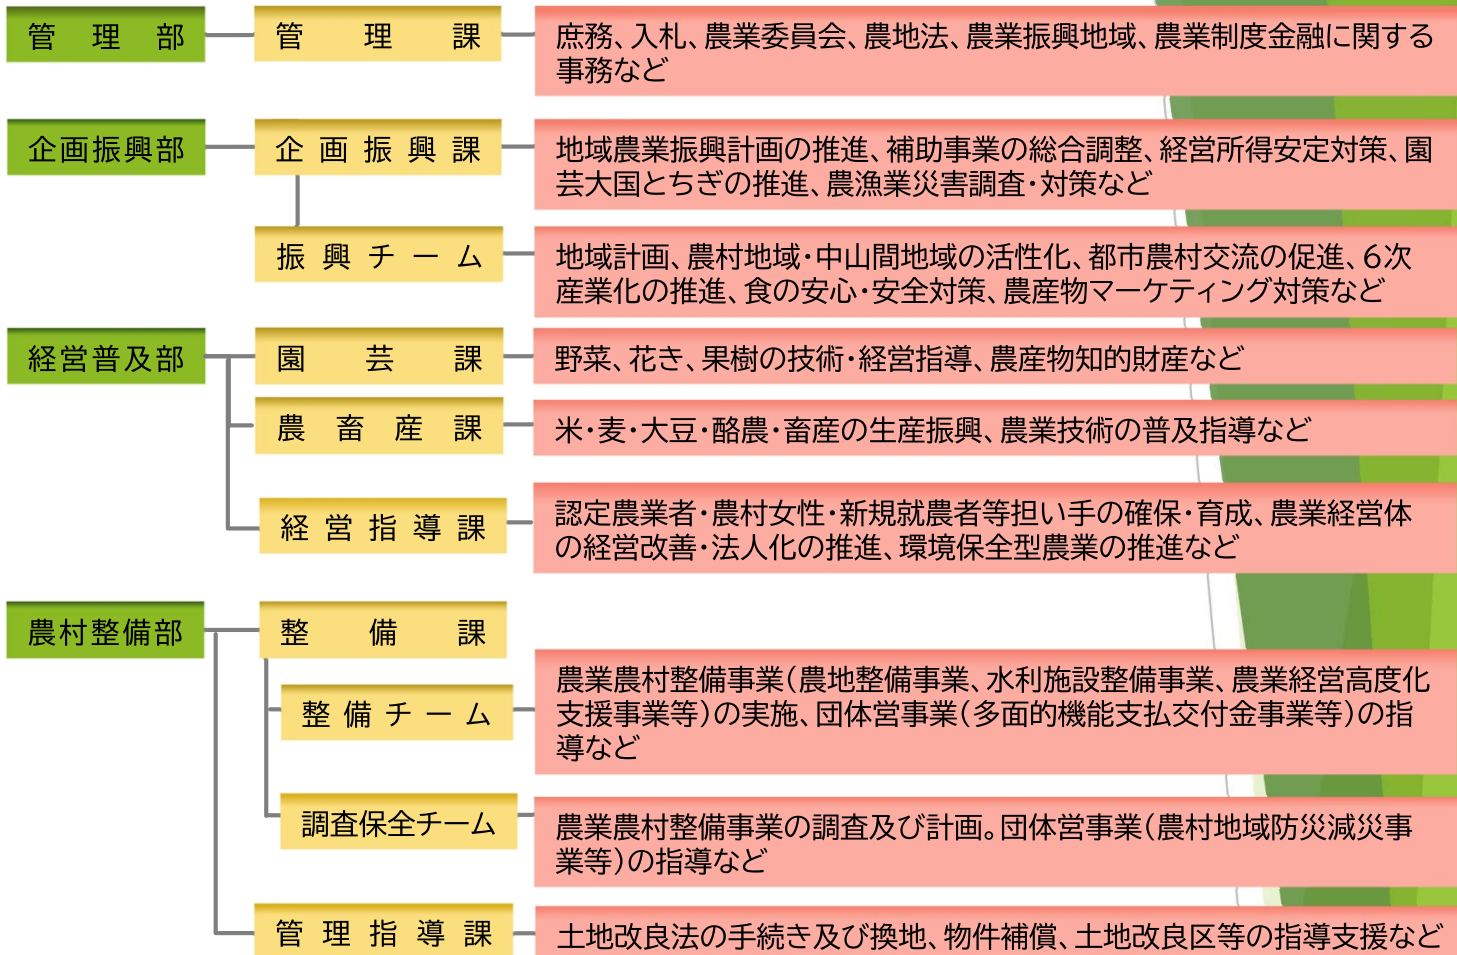 管理部
管理課
庶務、入札、農業委員会、農地法、農業振興地域、農業制度金融に関する
事務など
企画振興部
企画振興課
地域農業振興計画の推進、補助事業の総合調整、経営所得安定対策、園
芸大国とちぎの推進、農漁業災害調査・対策など
振興チーム
地域計画、農村地域・中山間地域の活性化、都市農村交流の促進、６次
産業化の推進、食の安心・安全対策、農産物マーケティング対策など
経営普及部
園芸課
野菜、花き、果樹の技術・経営指導、農産物知的財産など
農畜産課
米・麦・大豆・酪農・畜産の生産振興、農業技術の普及指導など
経営指導課
認定農業者・農村女性・新規就農者等担い手の確保・育成、農業経営体
の経営改善・法人化の推進、環境保全型農業の推進など
農村整備部
整備課
整備チーム
農業農村整備事業（農地整備事業、水利施設整備事業、農業経営高度化
支援事業等）の実施、団体営事業（多面的機能支払交付金事業等）の指
導など
調査保全チーム
農業農村整備事業の調査及び計画。団体営事業（農村地域防災減災事
業等）の指導など
管理指導課
土地改良法の手続き及び換地、物件補償、土地改良区等の指導支援など